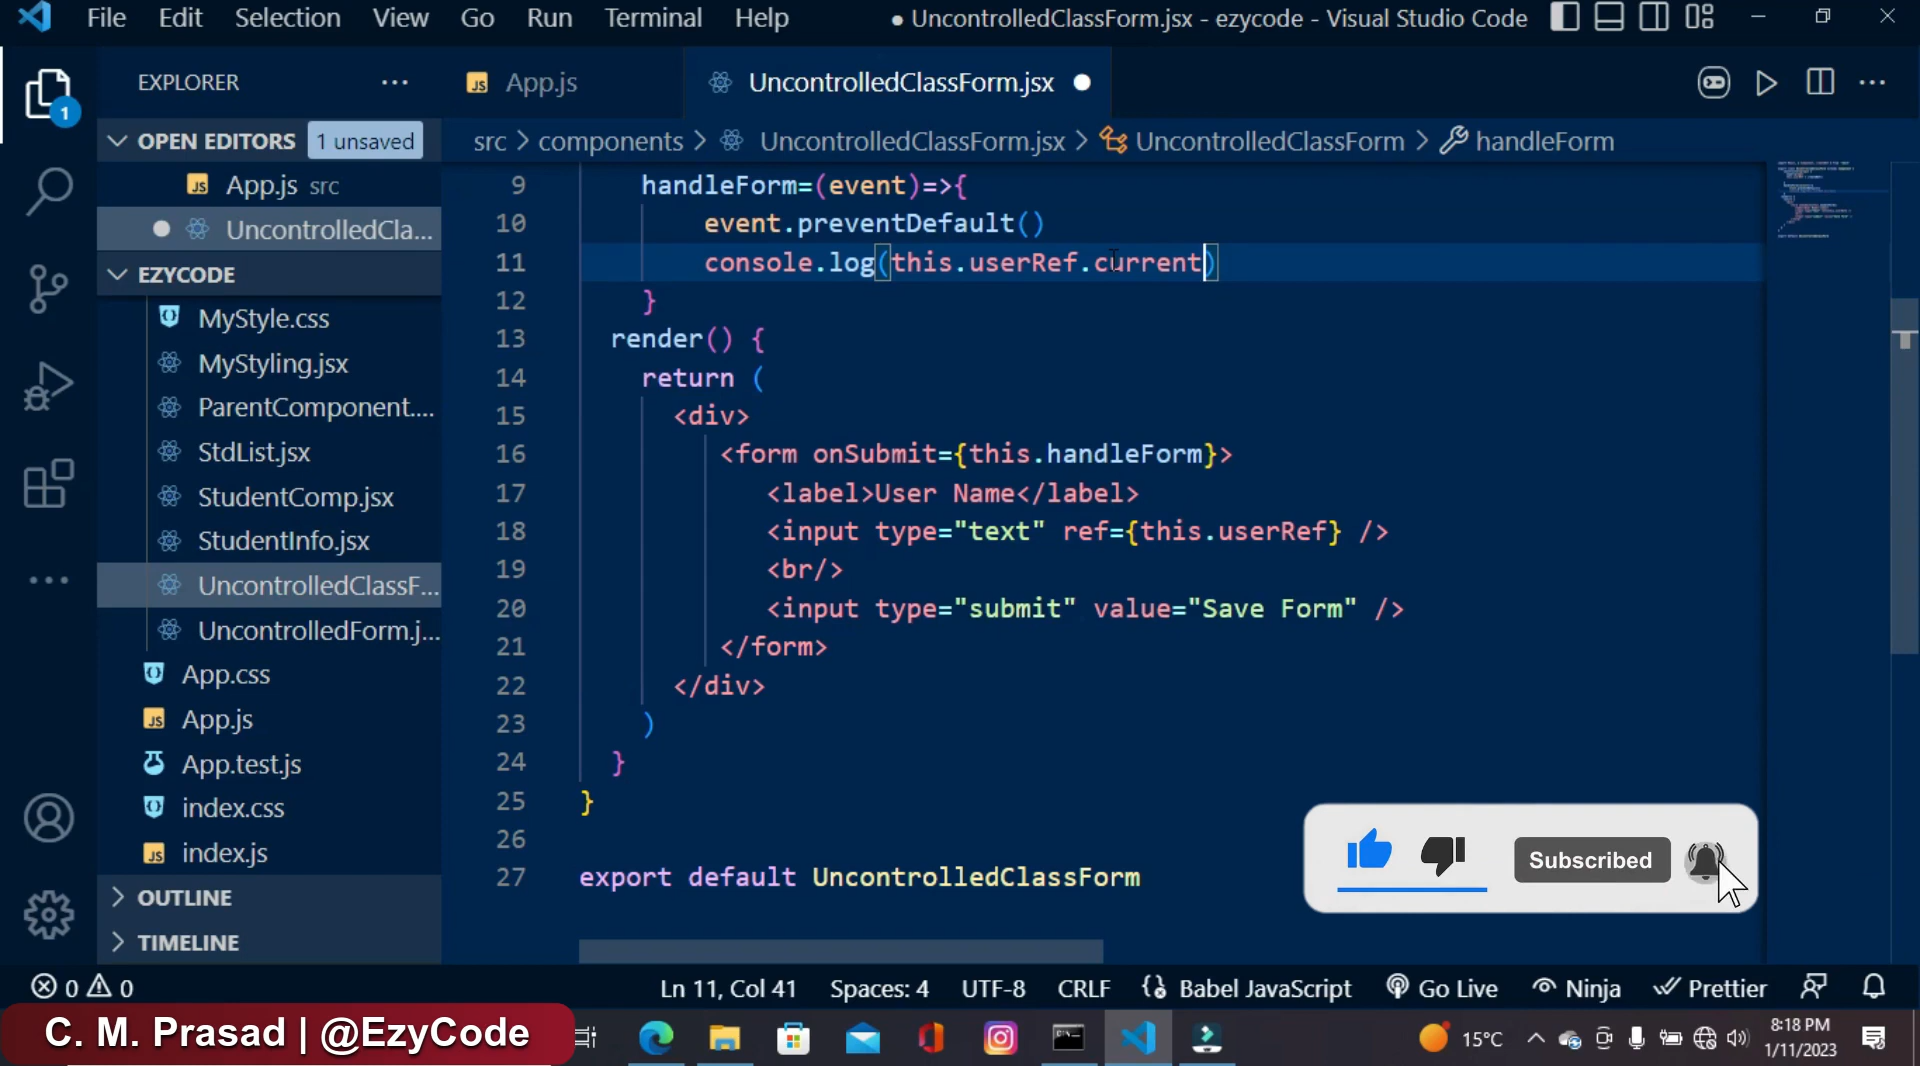 File Edit Selection View Go Run Terminal Help ● UncontrolledClassForm.jsx - ezycode - Visual Studio Code
EXPLORER ···
JS App.js
UncontrolledClassForm.jsx ●
1
OPEN EDITORS 1 unsaved
src > components > UncontrolledClassForm.jsx > UncontrolledClassForm > handleForm
JS App.js src
● UncontrolledCla...
EZYCODE
MyStyle.css
MyStyling.jsx
ParentComponent....
StdList.jsx
StudentComp.jsx
StudentInfo.jsx
UncontrolledClassF...
UncontrolledForm.j...
App.css
JS App.js
App.test.js
index.css
JS index.js
OUTLINE
TIMELINE
9 handleForm=(event)=>{
10 event.preventDefault()
11 console.log(this.userRef.current)
12 }
13 render() {
14 return (
15 <div>
16 <form onSubmit={this.handleForm}>
17 <label>User Name</label>
18 <input type="text" ref={this.userRef} />
19 <br/>
20 <input type="submit" value="Save Form" />
21 </form>
22 </div>
23 )
24 }
25 }
26
27 export default UncontrolledClassForm
Subscribed
0 0 Ln 11, Col 41 Spaces: 4 UTF-8 CRLF Babel JavaScript Go Live Ninja Prettier
C. M. Prasad | @EzyCode
15°C
8:18 PM
1/11/2023